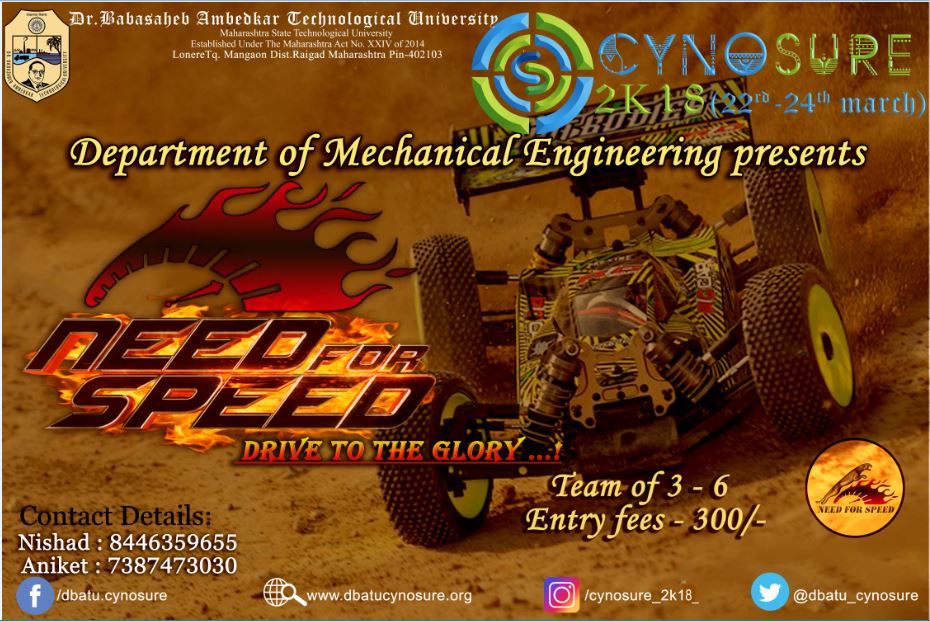 Dr.Babasaheb Ambedkar Technological University
Maharashtra State Technological University
Established Under The Maharashtra Act No. XXIV of 2014
LonereTq. Mangaon Dist.Raigad Maharashtra Pin-402103
CYNOSURE
2K18(22rd-24th march)
Department of Mechanical Engineering presents
NEED FOR
SPEED
DRIVE TO THE GLORY ...!
Team of 3 - 6
Entry fees - 300/-
NEED FOR SPEED
Contact Details:
Nishad : 8446359655
Aniket : 7387473030
/dbatu.cynosure
www.dbatucynosure.org
/cynosure_2k18_
@dbatu_cynosure